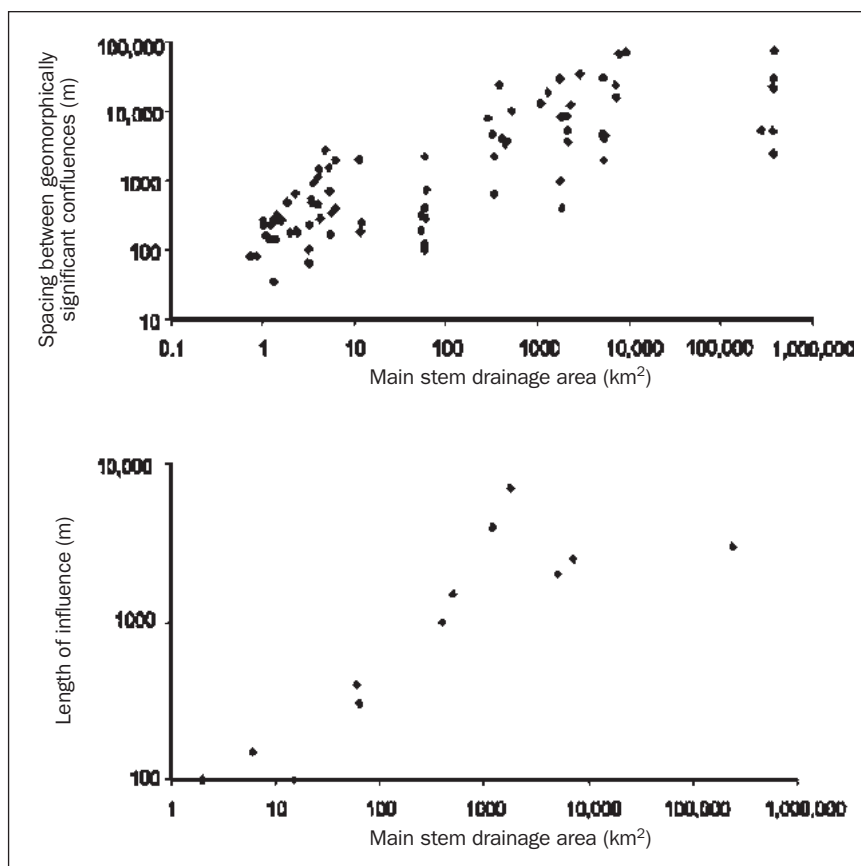 Spacing between geomorphically
significant confluences (m)
100,000
10,000
1000
100
10
0.1 1 10 100 1000 10,000 100,000 1,000,000
Main stem drainage area (km²)
Length of influence (m)
10,000
1000
100
1 10 100 1000 10,000 100,000 1,000,000
Main stem drainage area (km²)